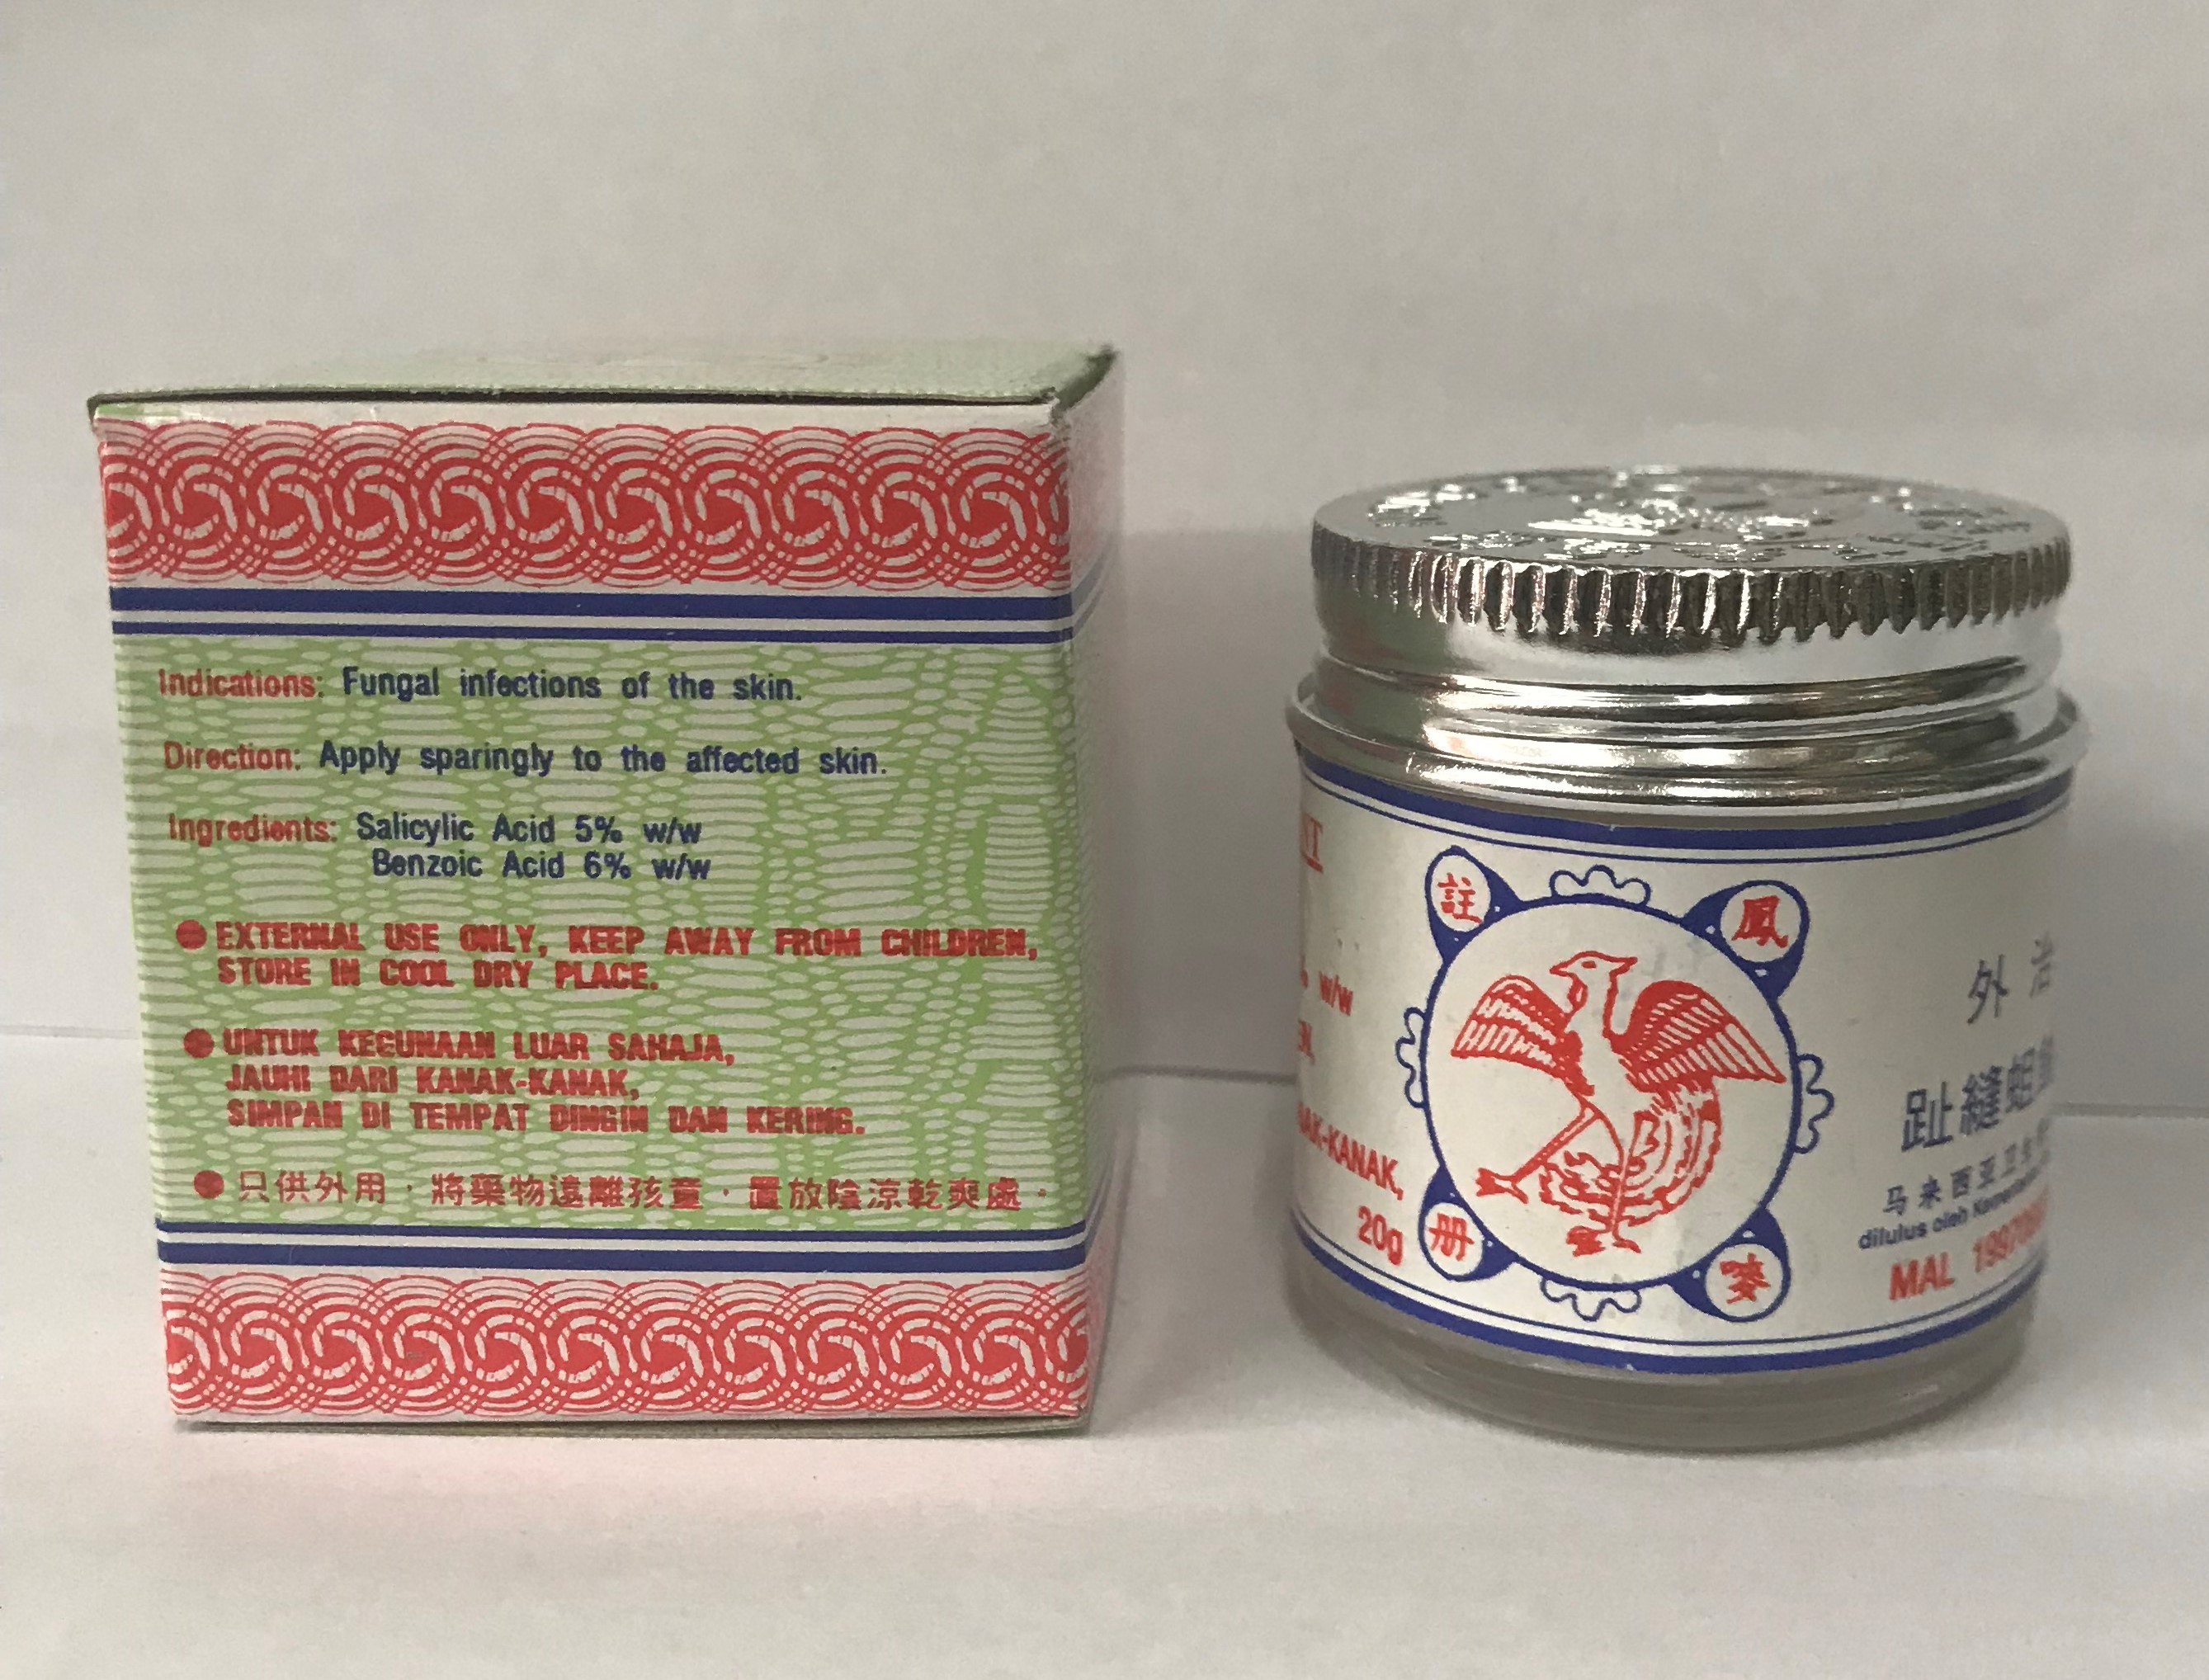 Indications: Fungal infections of the skin.
Direction: Apply sparingly to the affected skin.
Ingredients: Salicylic Acid 5% w/w
Benzoic Acid 6% w/w
● EXTERNAL USE ONLY, KEEP AWAY FROM CHILDREN,
STORE IN COOL DRY PLACE.
● UNTUK KEGUNAAN LUAR SAHAJA,
JAUHI DARI KANAK-KANAK,
SIMPAN DI TEMPAT DINGIN DAN KERING.
● 只供外用·將藥物遠離孩童·置放陰涼乾爽處·
w/w
KANAK,
20g
註 鳳
册 麥
外
趾縫
马来西亚卫
dilulus oleh
MAL